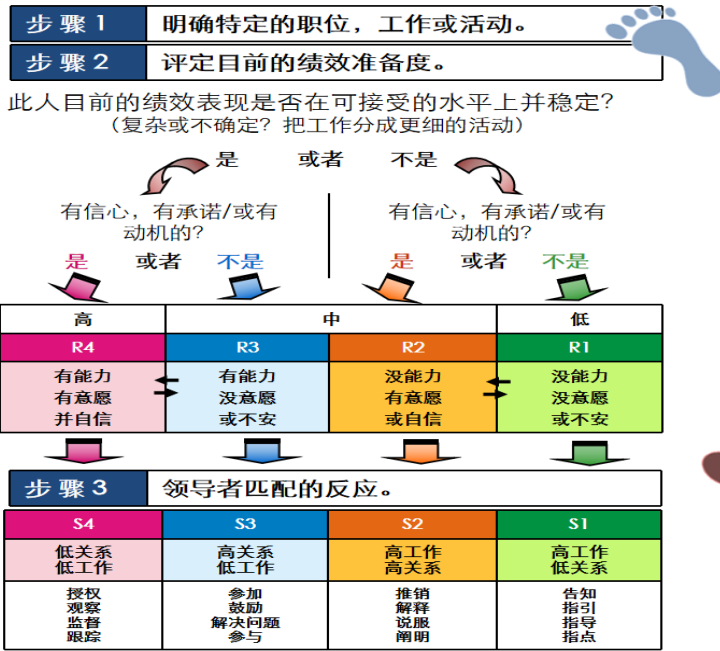 步骤1 明确特定的职位，工作或活动。
步骤2 评定目前的绩效准备度。
此人目前的绩效表现是否在可接受的水平上并稳定？
（复杂或不确定？把工作分成更细的活动）
是 或者 不是
有信心，有承诺/或有
动机的？
有信心，有承诺/或有
动机的？
是 或者 不是
是 或者 不是
高 中 低
R4 R3 R2 R1
有能力 有能力 没能力 没能力
有意愿 没意愿 有意愿 没意愿
并自信 或不安 或自信 或不安
步骤3 领导者匹配的反应。
S4 S3 S2 S1
低关系 高关系 高工作 高工作
低工作 低工作 高关系 低关系
授权 参加 推销 告知
观察 鼓励 解释 指引
监督 解决问题 说服 指导
跟踪 参与 阐明 指点